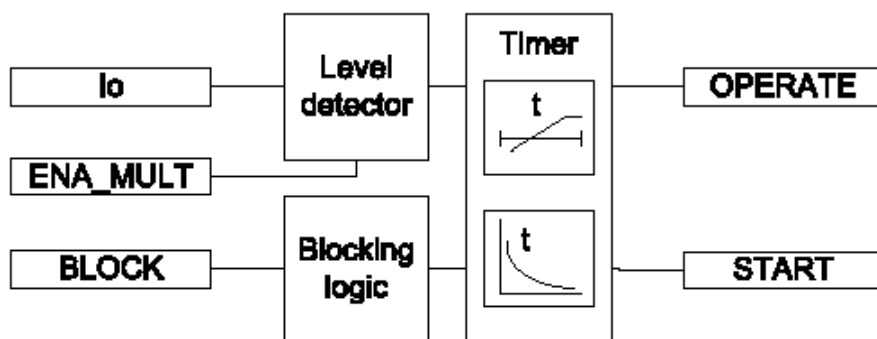 Io
ENA_MULT
BLOCK
Level
detector
Blocking
logic
Timer
t
t
OPERATE
START